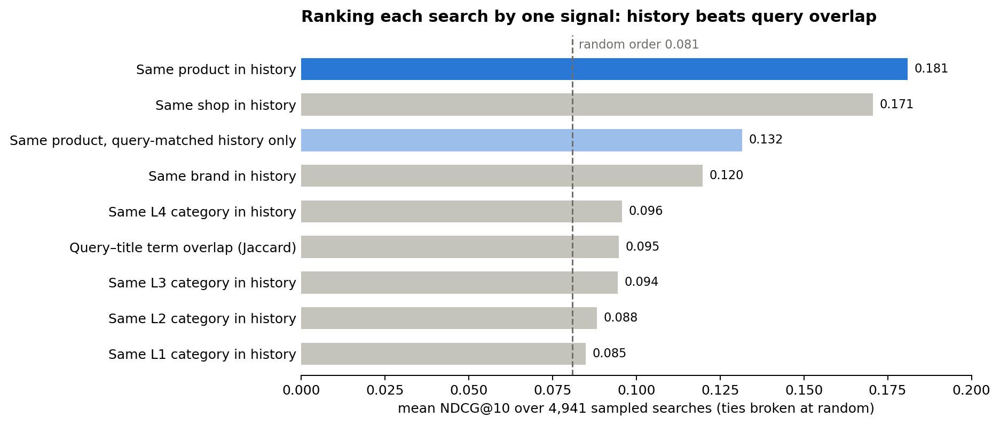 Ranking each search by one signal: history beats query overlap
random order 0.081
Same product in history 0.181
Same shop in history 0.171
Same product, query-matched history only 0.132
Same brand in history 0.120
Same L4 category in history 0.096
Query–title term overlap (Jaccard) 0.095
Same L3 category in history 0.094
Same L2 category in history 0.088
Same L1 category in history 0.085
0.000 0.025 0.050 0.075 0.100 0.125 0.150 0.175 0.200
mean NDCG@10 over 4,941 sampled searches (ties broken at random)